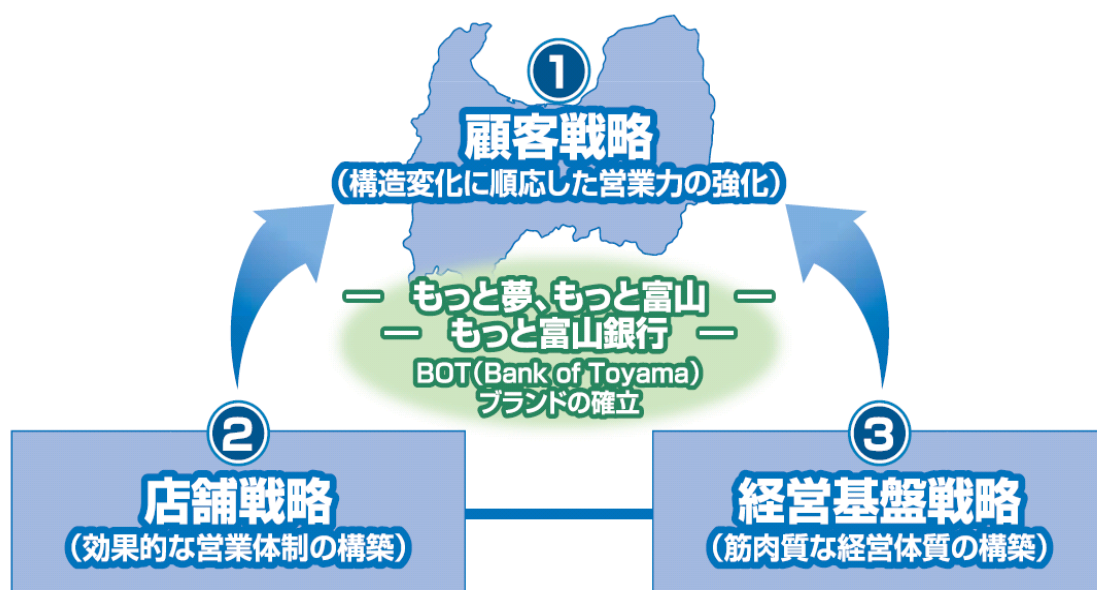 1
顧客戦略
(構造変化に順応した営業力の強化)
― もっと夢、もっと富山 ―
― もっと富山銀行 ―
BOT(Bank of Toyama)
ブランドの確立
2
店舗戦略
(効果的な営業体制の構築)
3
経営基盤戦略
(筋肉質な経営体質の構築)